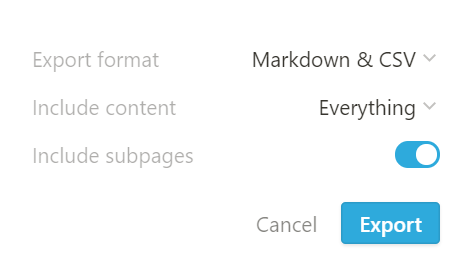 Export format Markdown & CSV
Include content Everything
Include subpages
Cancel Export